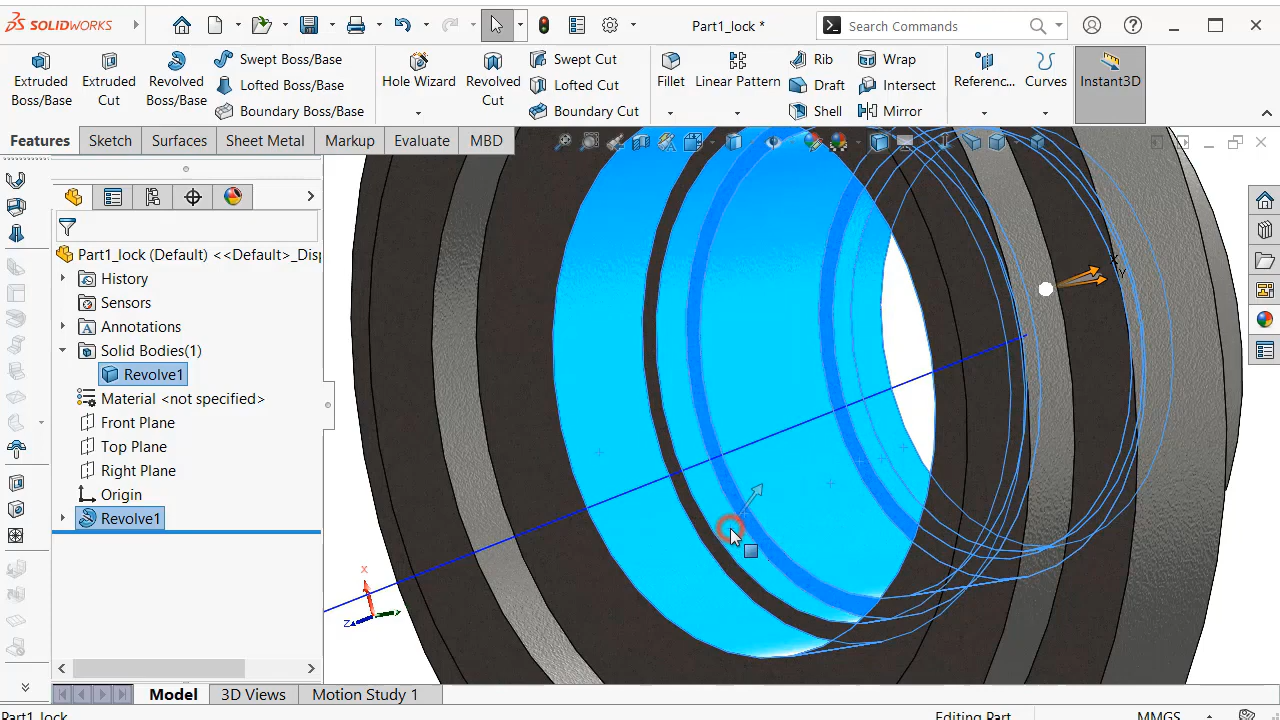 SOLIDWORKS
Part1_lock *
Search Commands
Extruded Boss/Base
Extruded Cut
Revolved Boss/Base
Swept Boss/Base
Lofted Boss/Base
Boundary Boss/Base
Hole Wizard
Revolved Cut
Swept Cut
Lofted Cut
Boundary Cut
Fillet
Linear Pattern
Rib
Draft
Shell
Wrap
Intersect
Mirror
Referenc...
Curves
Instant3D
Features
Sketch
Surfaces
Sheet Metal
Markup
Evaluate
MBD
Part1_lock (Default) <<Default>_Disp
History
Sensors
Annotations
Solid Bodies(1)
Revolve1
Material <not specified>
Front Plane
Top Plane
Right Plane
Origin
Revolve1
X
Y
X
Z
Model
3D Views
Motion Study 1
Part1_lock
Editing Part
MMGS